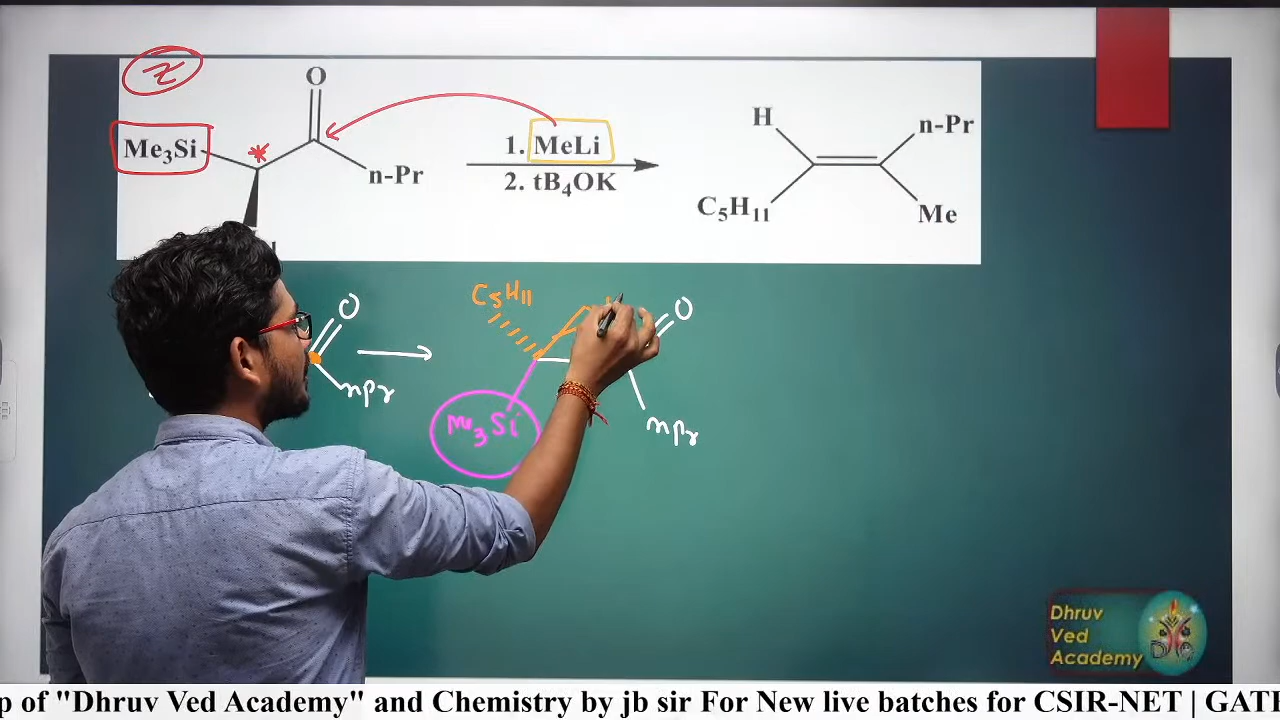 Z
O
Me3Si
n-Pr
1. MeLi
2. tB4OK
H
n-Pr
C5H11
Me
O
npr
C5H11
O
Me3Si
npr
Dhruv
Ved
Academy
p of "Dhruv Ved Academy" and Chemistry by jb sir For New live batches for CSIR-NET | GATE